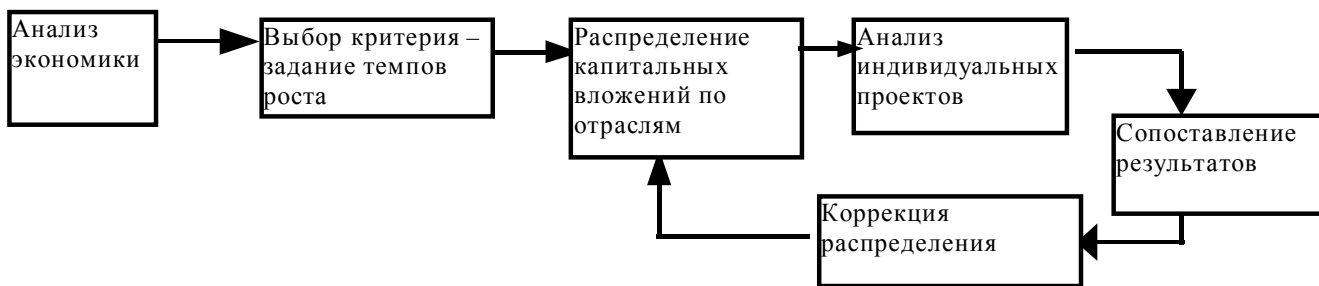 Анализ
экономики
Выбор критерия –
задание темпов
роста
Распределение
капитальных
вложений по
отраслям
Анализ
индивидуальных
проектов
Сопоставление
результатов
Коррекция
распределения